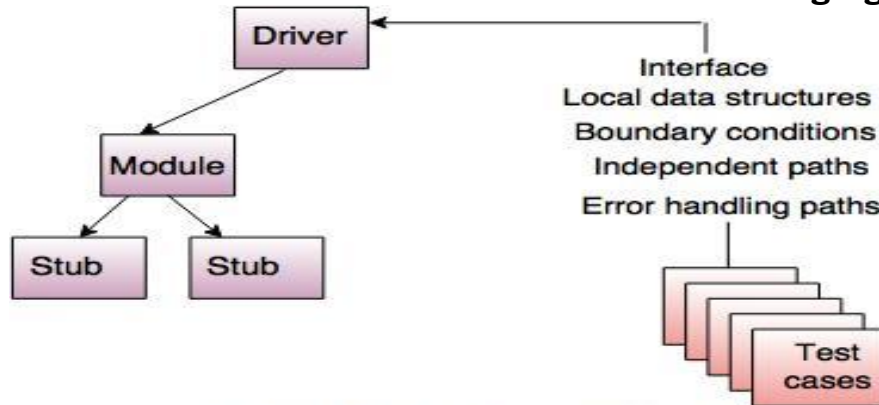 Driver
Interface
Local data structures
Boundary conditions
Module
Independent paths
Error handling paths
Stub
Stub
Test
cases